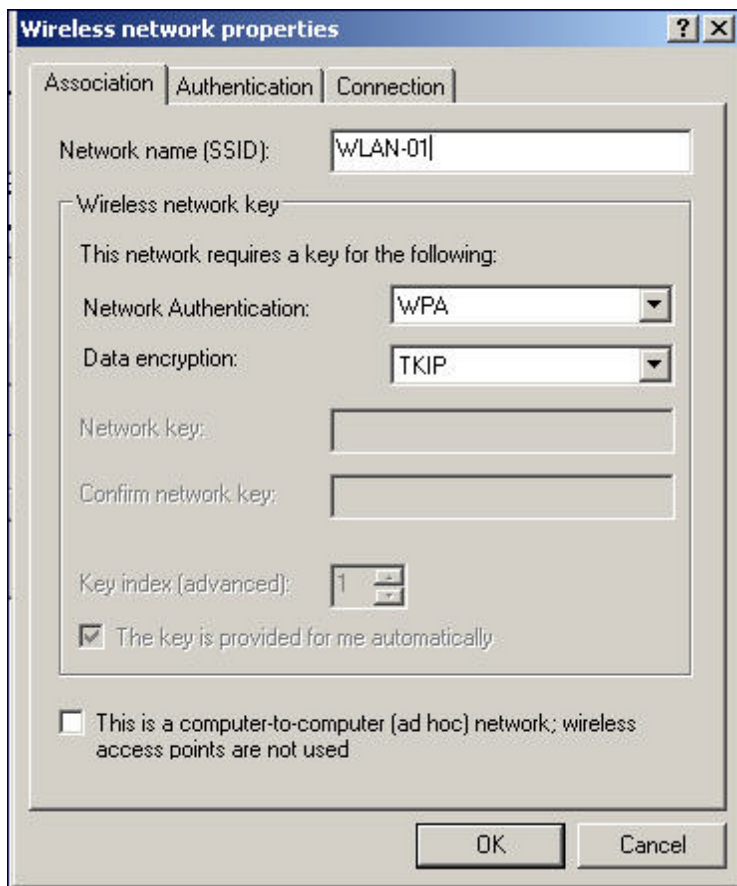 Wireless network properties
Association Authentication Connection
Network name (SSID): WLAN-01
Wireless network key
This network requires a key for the following:
Network Authentication: WPA
Data encryption: TKIP
Network key:
Confirm network key:
Key index (advanced): 1
The key is provided for me automatically
This is a computer-to-computer (ad hoc) network; wireless
access points are not used
OK Cancel